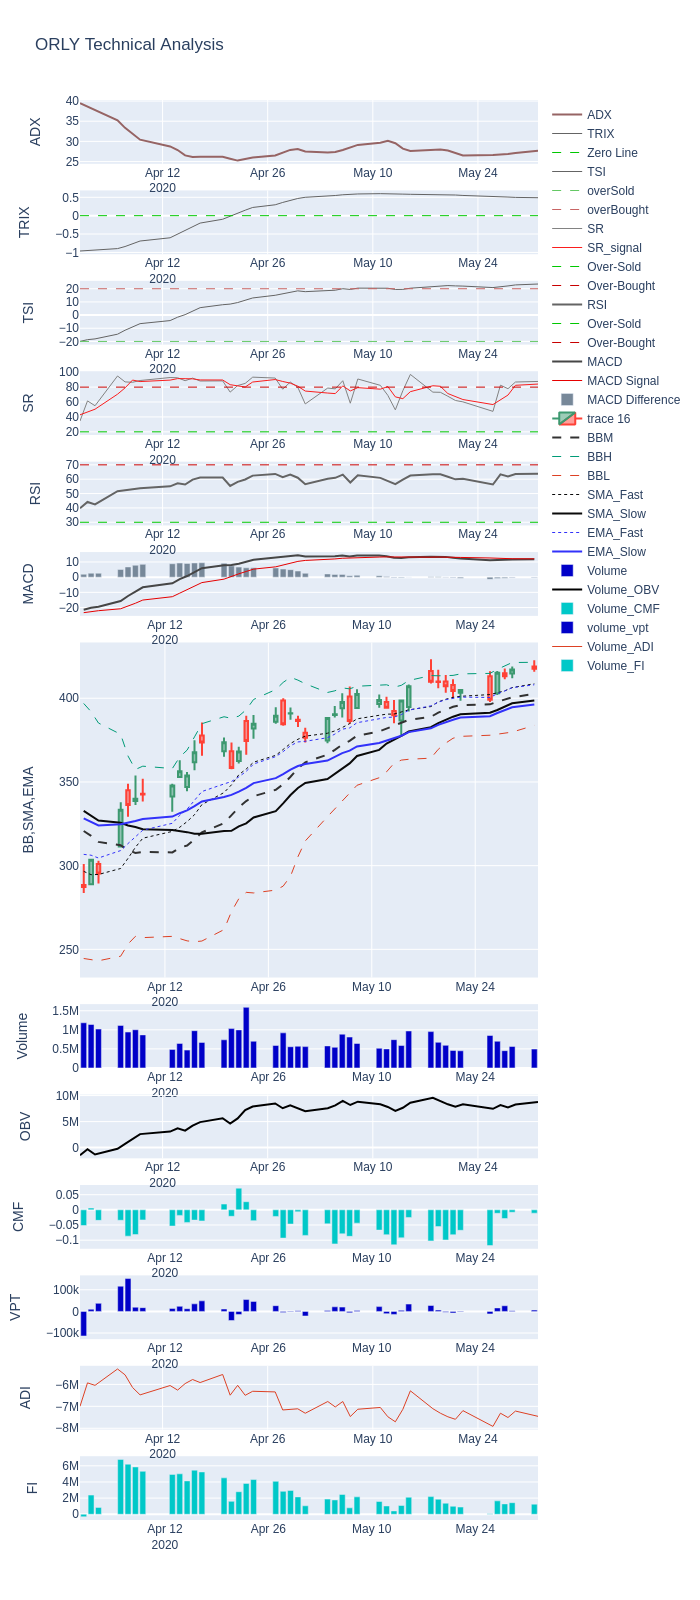 ORLY Technical Analysis
ADX
40
35
30
25
Apr 12
2020
Apr 26
May 10
May 24
TRIX
0.5
0
−0.5
−1
Apr 12
2020
Apr 26
May 10
May 24
TSI
20
10
0
−10
−20
Apr 12
2020
Apr 26
May 10
May 24
SR
100
80
60
40
20
Apr 12
2020
Apr 26
May 10
May 24
RSI
70
60
50
40
30
Apr 12
2020
Apr 26
May 10
May 24
MACD
10
0
−10
−20
Apr 12
2020
Apr 26
May 10
May 24
BB,SMA,EMA
400
350
300
250
Apr 12
2020
Apr 26
May 10
May 24
Volume
1.5M
1M
0.5M
0
Apr 12
2020
Apr 26
May 10
May 24
OBV
10M
5M
0
Apr 12
2020
Apr 26
May 10
May 24
CMF
0.05
0
−0.05
−0.1
Apr 12
2020
Apr 26
May 10
May 24
VPT
100k
0
−100k
Apr 12
2020
Apr 26
May 10
May 24
ADI
−6M
−7M
−8M
Apr 12
2020
Apr 26
May 10
May 24
FI
6M
4M
2M
0
Apr 12
2020
Apr 26
May 10
May 24
ADX
TRIX
Zero Line
TSI
overSold
overBought
SR
SR_signal
Over-Sold
Over-Bought
RSI
Over-Sold
Over-Bought
MACD
MACD Signal
MACD Difference
trace 16
BBM
BBH
BBL
SMA_Fast
SMA_Slow
EMA_Fast
EMA_Slow
Volume
Volume_OBV
Volume_CMF
volume_vpt
Volume_ADI
Volume_FI